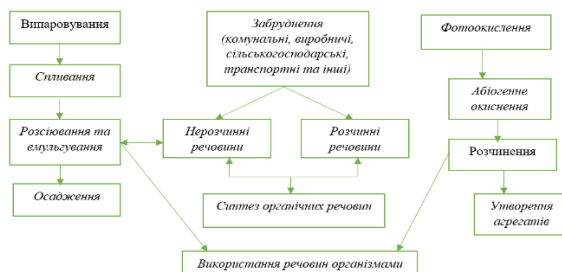 Випаровування
Спливання
Розсіювання та
емульгування
Осадження
Забруднення
(комунальні, виробничі,
сільськогосподарські,
транспортні та інші)
Нерозчинні
речовини
Розчинні
речовини
Синтез органічних речовин
Використання речовин організмами
Фотоокислення
Абіогенне
окиснення
Розчинення
Утворення
агрегатів